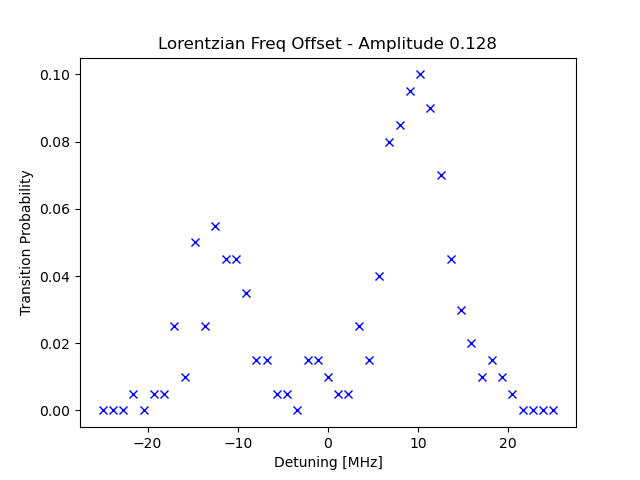 Lorentzian Freq Offset - Amplitude 0.128
0.10
0.08
0.06
0.04
0.02
0.00
Transition Probability
−20 −10 0 10 20
Detuning [MHz]